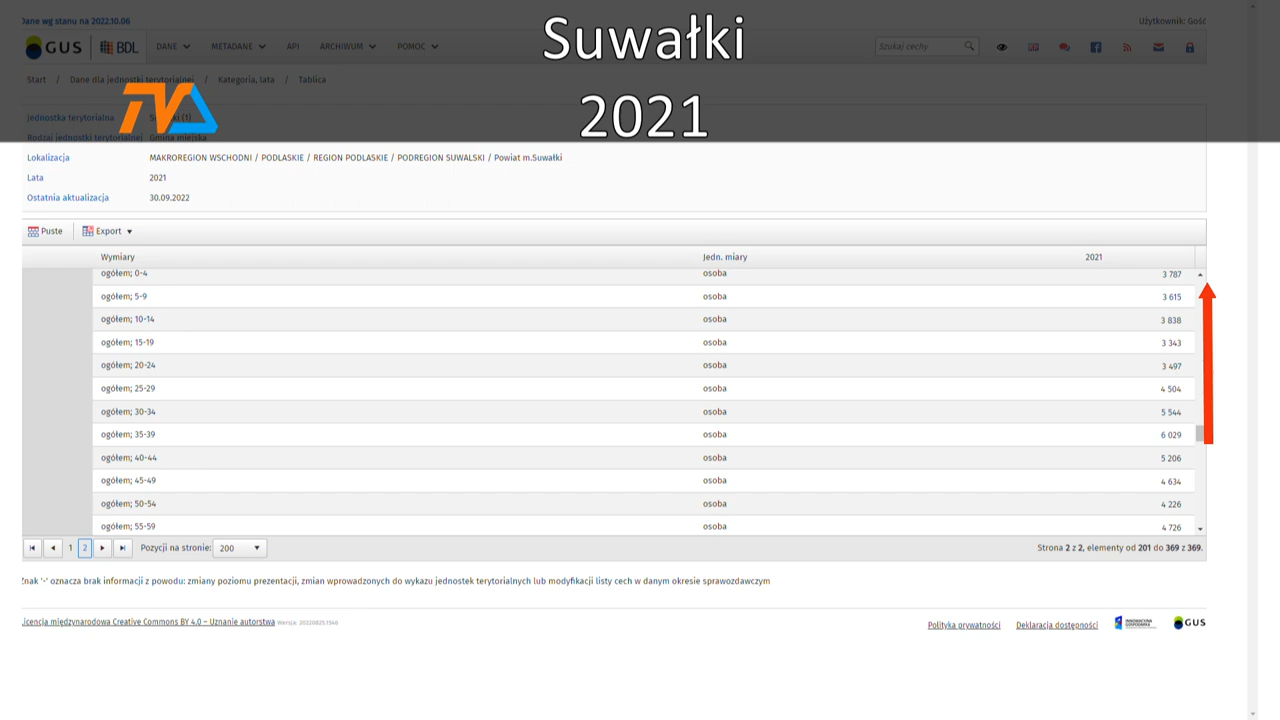 Suwałki
2021
Dane wg stanu na 2022.10.06
Użytkownik: Gość
GUS BDL DANE METADANE API ARCHIWUM POMOC Szukaj cechy
Start / Dane dla jednostki terytorialnej / Kategoria, lata / Tablica
TVA
Jednostka terytorialna (1)
Rodzaj jednostki terytorialnej Gmina miejska
Lokalizacja MAKROREGION WSCHODNI / PODLASKIE / REGION PODLASKIE / PODREGION SUWALSKI / Powiat m.Suwałki
Lata 2021
Ostatnia aktualizacja 30.09.2022
Puste Export
Wymiary Jedn. miary 2021
ogółem; 0-4 osoba 3 787
ogółem; 5-9 osoba 3 615
ogółem; 10-14 osoba 3 838
ogółem; 15-19 osoba 3 343
ogółem; 20-24 osoba 3 497
ogółem; 25-29 osoba 4 504
ogółem; 30-34 osoba 5 544
ogółem; 35-39 osoba 6 029
ogółem; 40-44 osoba 5 206
ogółem; 45-49 osoba 4 634
ogółem; 50-54 osoba 4 226
ogółem; 55-59 osoba 4 726
1 2 Pozycji na stronie: 200 Strona 2 z 2, elementy od 201 do 369 z 369.
Znak '-' oznacza brak informacji z powodu: zmiany poziomu prezentacji, zmian wprowadzonych do wykazu jednostek terytorialnych lub modyfikacji listy cech w danym okresie sprawozdawczym
Licencja międzynarodowa Creative Commons BY 4.0 – Uznanie autorstwa Wersja. 20220825.1546
Polityka prywatności Deklaracja dostępności INNOWACYJNA GOSPODARKA GUS